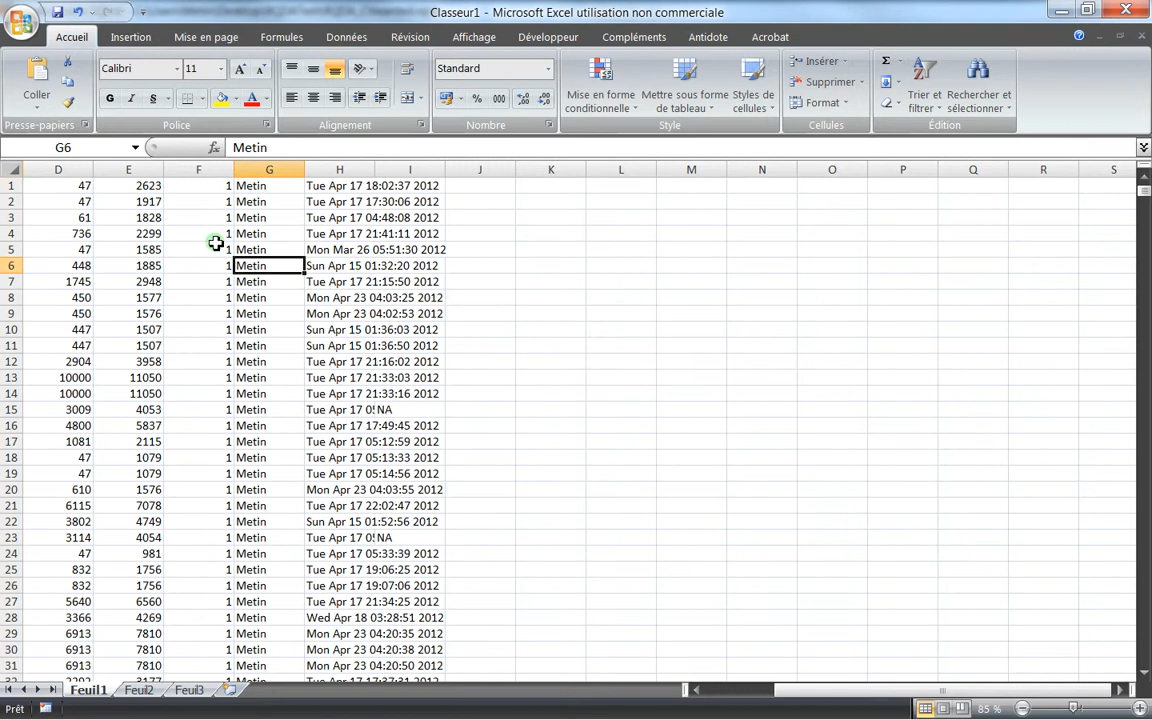 Classeur1 - Microsoft Excel utilisation non commerciale
Accueil Insertion Mise en page Formules Données Révision Affichage Développeur Compléments Antidote Acrobat
Coller
Presse-papiers
Calibri 11
G I S
Police
Alignement
Standard
% 000
Nombre
Mise en forme conditionnelle
Mettre sous forme de tableau
Styles de cellules
Style
Insérer
Supprimer
Format
Cellules
Trier et filtrer
Rechercher et sélectionner
Édition
G6 fx Metin
D E F G H I J K L M N O P Q R S
1 47 2623 1 Metin Tue Apr 17 18:02:37 2012
2 47 1917 1 Metin Tue Apr 17 17:30:06 2012
3 61 1828 1 Metin Tue Apr 17 04:48:08 2012
4 736 2299 1 Metin Tue Apr 17 21:41:11 2012
5 47 1585 1 Metin Mon Mar 26 05:51:30 2012
6 448 1885 1 Metin Sun Apr 15 01:32:20 2012
7 1745 2948 1 Metin Tue Apr 17 21:15:50 2012
8 450 1577 1 Metin Mon Apr 23 04:03:25 2012
9 450 1576 1 Metin Mon Apr 23 04:02:53 2012
10 447 1507 1 Metin Sun Apr 15 01:36:03 2012
11 447 1507 1 Metin Sun Apr 15 01:36:50 2012
12 2904 3958 1 Metin Tue Apr 17 21:16:02 2012
13 10000 11050 1 Metin Tue Apr 17 21:33:03 2012
14 10000 11050 1 Metin Tue Apr 17 21:33:16 2012
15 3009 4053 1 Metin Tue Apr 17 NA
16 4800 5837 1 Metin Tue Apr 17 17:49:45 2012
17 1081 2115 1 Metin Tue Apr 17 05:12:59 2012
18 47 1079 1 Metin Tue Apr 17 05:13:33 2012
19 47 1079 1 Metin Tue Apr 17 05:14:56 2012
20 610 1576 1 Metin Mon Apr 23 04:03:55 2012
21 6115 7078 1 Metin Tue Apr 17 22:02:47 2012
22 3802 4749 1 Metin Sun Apr 15 01:52:56 2012
23 3114 4054 1 Metin Tue Apr 17 NA
24 47 981 1 Metin Tue Apr 17 05:33:39 2012
25 832 1756 1 Metin Tue Apr 17 19:06:25 2012
26 832 1756 1 Metin Tue Apr 17 19:07:06 2012
27 5640 6560 1 Metin Tue Apr 17 21:34:25 2012
28 3366 4269 1 Metin Wed Apr 18 03:28:51 2012
29 6913 7810 1 Metin Mon Apr 23 04:20:35 2012
30 6913 7810 1 Metin Mon Apr 23 04:20:38 2012
31 6913 7810 1 Metin Mon Apr 23 04:20:50 2012
Feuil1 Feuil2 Feuil3
Prêt 85 %